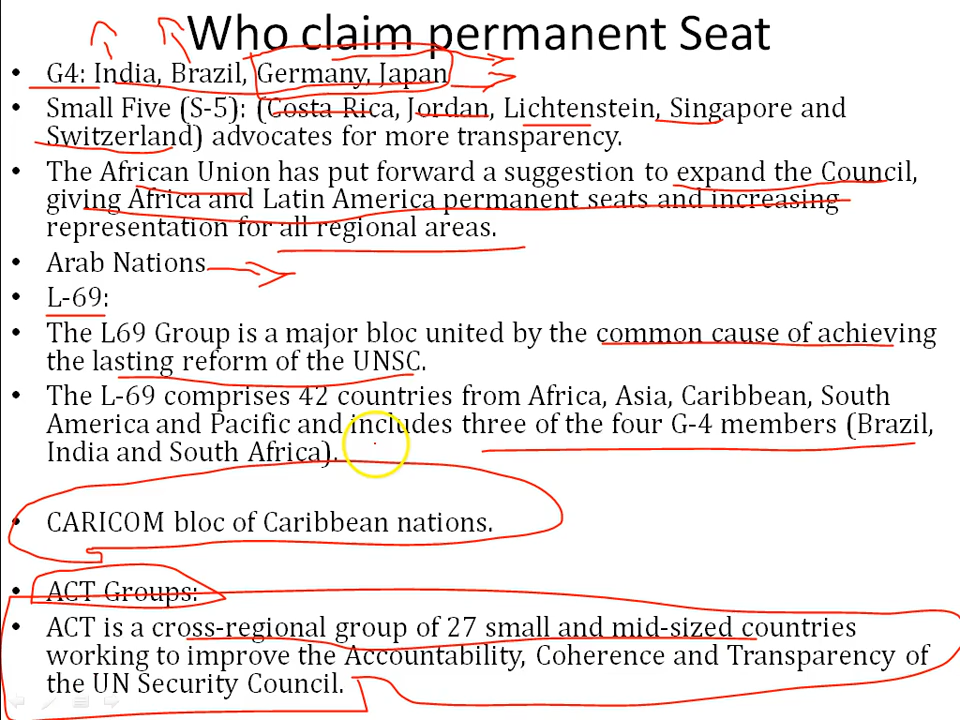 Who claim permanent Seat
• G4: India, Brazil, Germany, Japan
• Small Five (S-5): (Costa Rica, Jordan, Lichtenstein, Singapore and
Switzerland) advocates for more transparency.
• The African Union has put forward a suggestion to expand the Council,
giving Africa and Latin America permanent seats and increasing
representation for all regional areas.
• Arab Nations
• L-69:
• The L69 Group is a major bloc united by the common cause of achieving
the lasting reform of the UNSC.
• The L-69 comprises 42 countries from Africa, Asia, Caribbean, South
America and Pacific and includes three of the four G-4 members (Brazil,
India and South Africa).
• CARICOM bloc of Caribbean nations.
• ACT Groups:
• ACT is a cross-regional group of 27 small and mid-sized countries
working to improve the Accountability, Coherence and Transparency of
the UN Security Council.